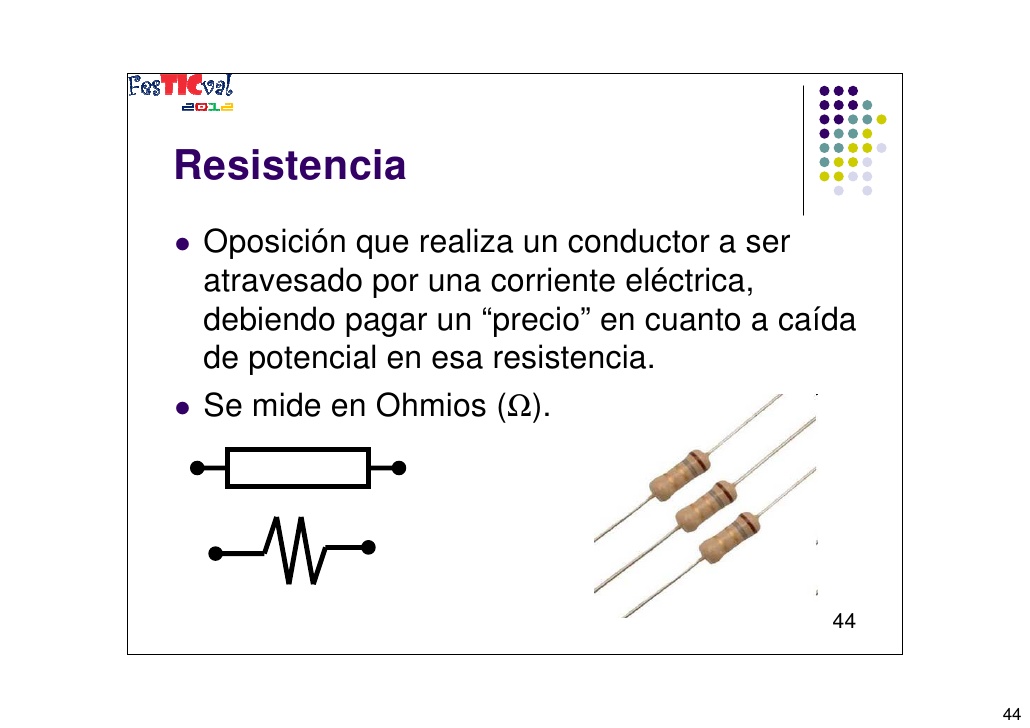 FesTICval
2012
Resistencia
● Oposición que realiza un conductor a ser
atravesado por una corriente eléctrica,
debiendo pagar un “precio” en cuanto a caída
de potencial en esa resistencia.
● Se mide en Ohmios (Ω).
44
44